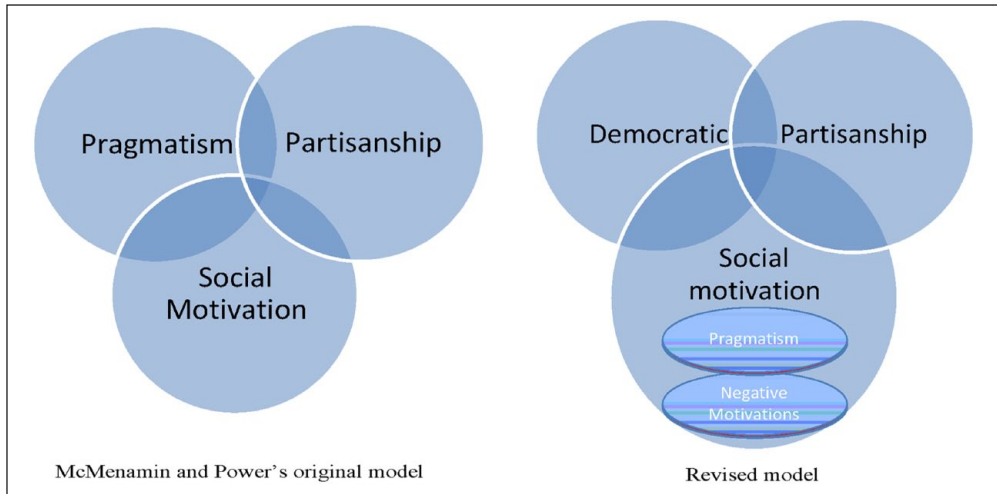 Pragmatism
Partisanship
Social
Motivation
McMenamin and Power's original model
Democratic
Partisanship
Social
motivation
Pragmatism
Negative
Motivations
Revised model